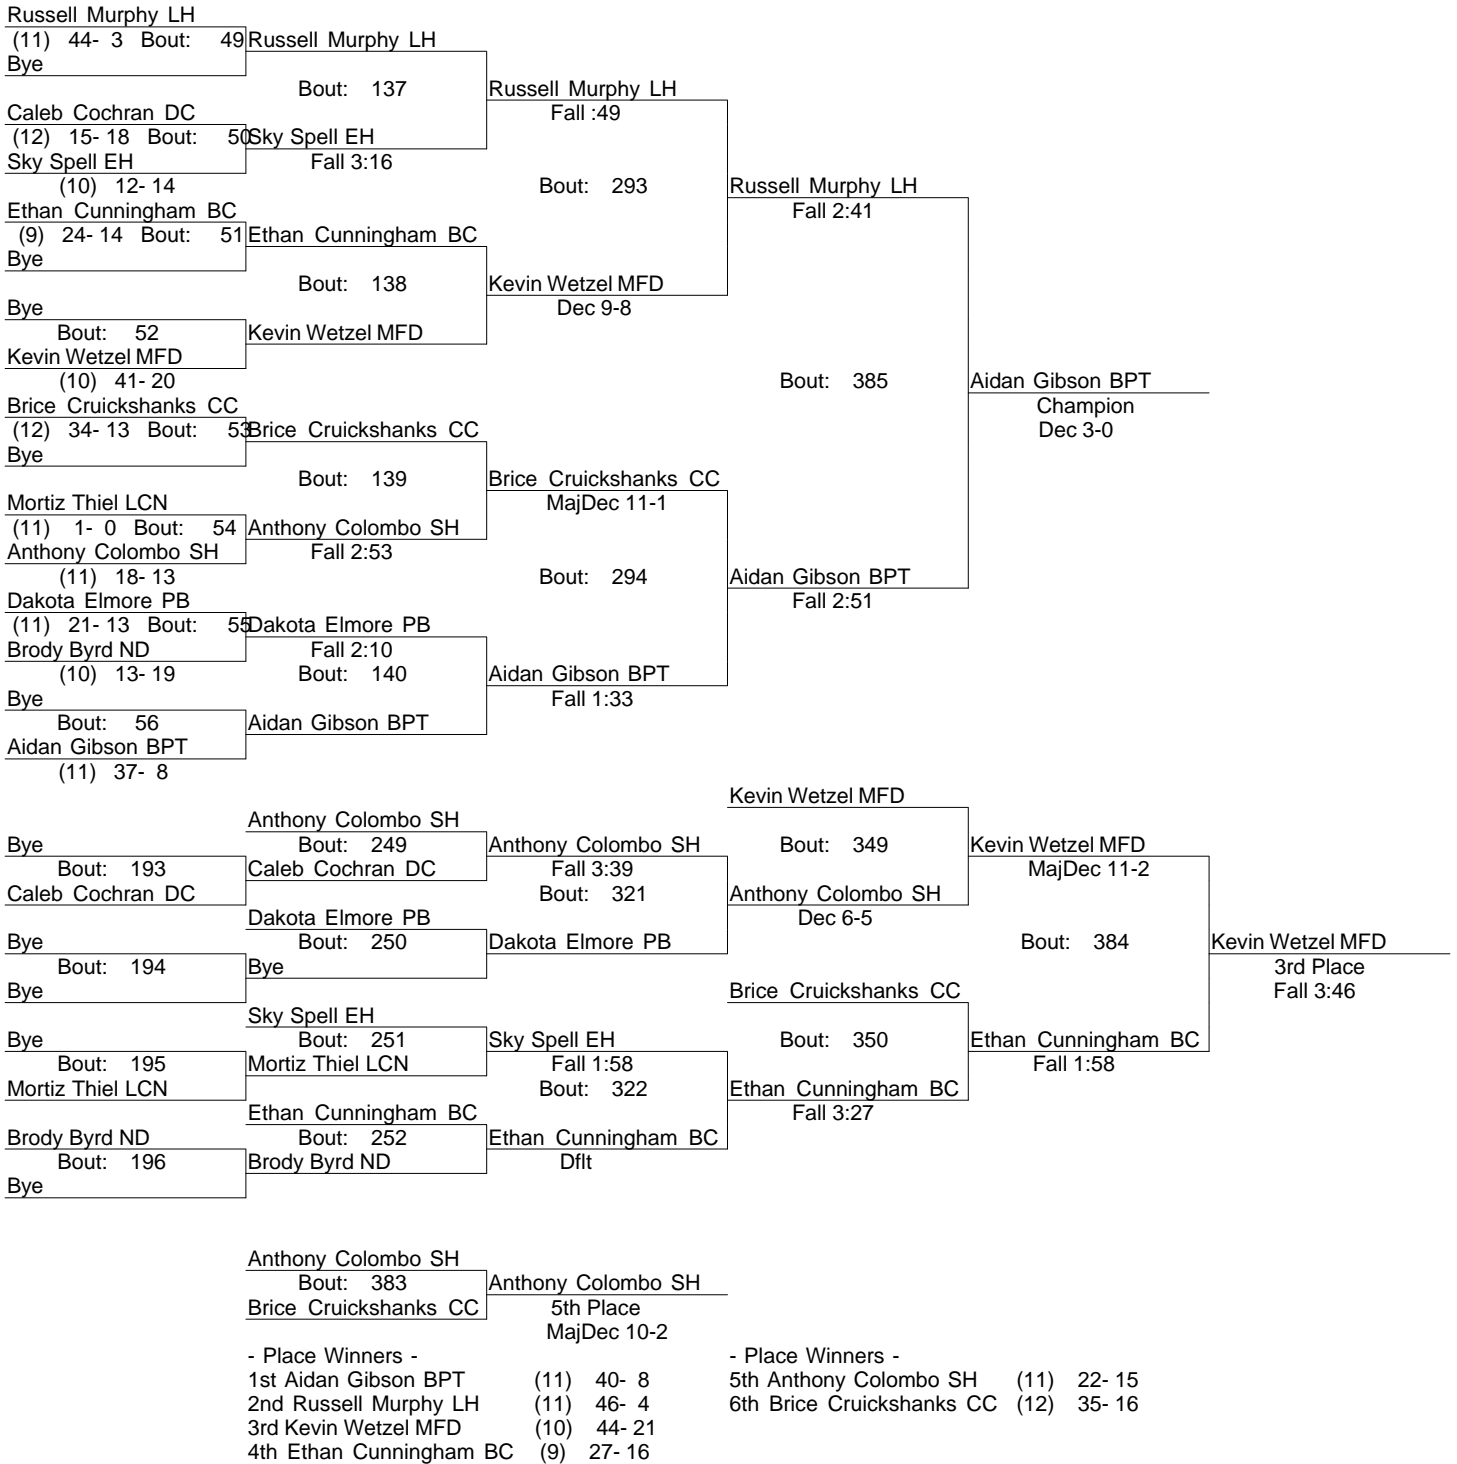 Russell Murphy LH
(11) 44- 3 Bout: 49 Russell Murphy LH
Bye
Bout: 137 Russell Murphy LH
Caleb Cochran DC Fall :49
(12) 15- 18 Bout: 50 Sky Spell EH
Sky Spell EH Fall 3:16
(10) 12- 14 Bout: 293 Russell Murphy LH
Ethan Cunningham BC Fall 2:41
(9) 24- 14 Bout: 51 Ethan Cunningham BC
Bye
Bout: 138 Kevin Wetzel MFD
Bye Dec 9-8
Bout: 52 Kevin Wetzel MFD
Kevin Wetzel MFD
(10) 41- 20 Bout: 385 Aidan Gibson BPT
Brice Cruickshanks CC Champion
(12) 34- 13 Bout: 53 Brice Cruickshanks CC Dec 3-0
Bye
Bout: 139 Brice Cruickshanks CC
Mortiz Thiel LCN MajDec 11-1
(11) 1- 0 Bout: 54 Anthony Colombo SH
Anthony Colombo SH Fall 2:53
(11) 18- 13 Bout: 294 Aidan Gibson BPT
Dakota Elmore PB Fall 2:51
(11) 21- 13 Bout: 55 Dakota Elmore PB
Brody Byrd ND Fall 2:10
(10) 13- 19 Bout: 140 Aidan Gibson BPT
Bye Fall 1:33
Bout: 56 Aidan Gibson BPT
Aidan Gibson BPT
(11) 37- 8
Kevin Wetzel MFD
Anthony Colombo SH
Bye Bout: 249 Anthony Colombo SH Bout: 349 Kevin Wetzel MFD
Bout: 193 Caleb Cochran DC Fall 3:39 MajDec 11-2
Caleb Cochran DC Bout: 321 Anthony Colombo SH
Dakota Elmore PB Dec 6-5
Bye Bout: 250 Dakota Elmore PB Bout: 384 Kevin Wetzel MFD
Bout: 194 Bye 3rd Place
Bye Brice Cruickshanks CC Fall 3:46
Sky Spell EH
Bye Bout: 251 Sky Spell EH Bout: 350 Ethan Cunningham BC
Bout: 195 Mortiz Thiel LCN Fall 1:58 Fall 1:58
Mortiz Thiel LCN Bout: 322 Ethan Cunningham BC
Ethan Cunningham BC Fall 3:27
Brody Byrd ND Bout: 252 Ethan Cunningham BC
Bout: 196 Brody Byrd ND Dflt
Bye
Anthony Colombo SH
Bout: 383 Anthony Colombo SH
Brice Cruickshanks CC 5th Place
MajDec 10-2
- Place Winners - - Place Winners -
1st Aidan Gibson BPT (11) 40- 8 5th Anthony Colombo SH (11) 22- 15
2nd Russell Murphy LH (11) 46- 4 6th Brice Cruickshanks CC (12) 35- 16
3rd Kevin Wetzel MFD (10) 44- 21
4th Ethan Cunningham BC (9) 27- 16